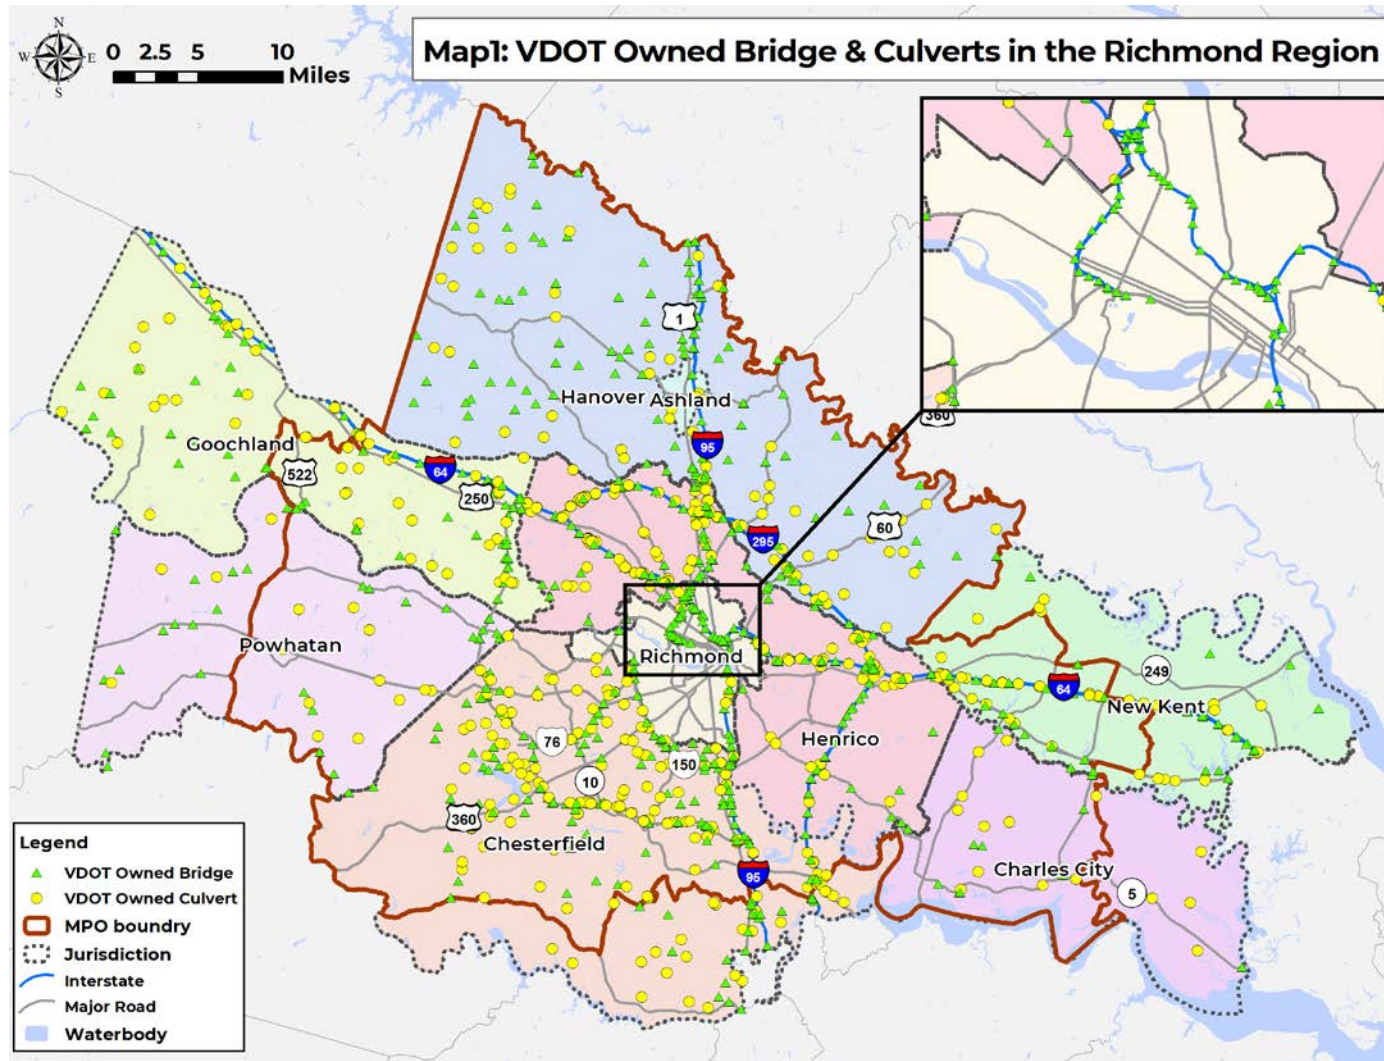 N
W E
S
0 2.5 5 10
Miles
Map1: VDOT Owned Bridge & Culverts in the Richmond Region
1
Hanover Ashland
360
Goochland
95
522
64
250
60
295
Powhatan
Richmond
249
64
New Kent
76
Henrico
150
10
360
Chesterfield
95
Charles City
5
Legend
VDOT Owned Bridge
VDOT Owned Culvert
MPO boundry
Jurisdiction
Interstate
Major Road
Waterbody